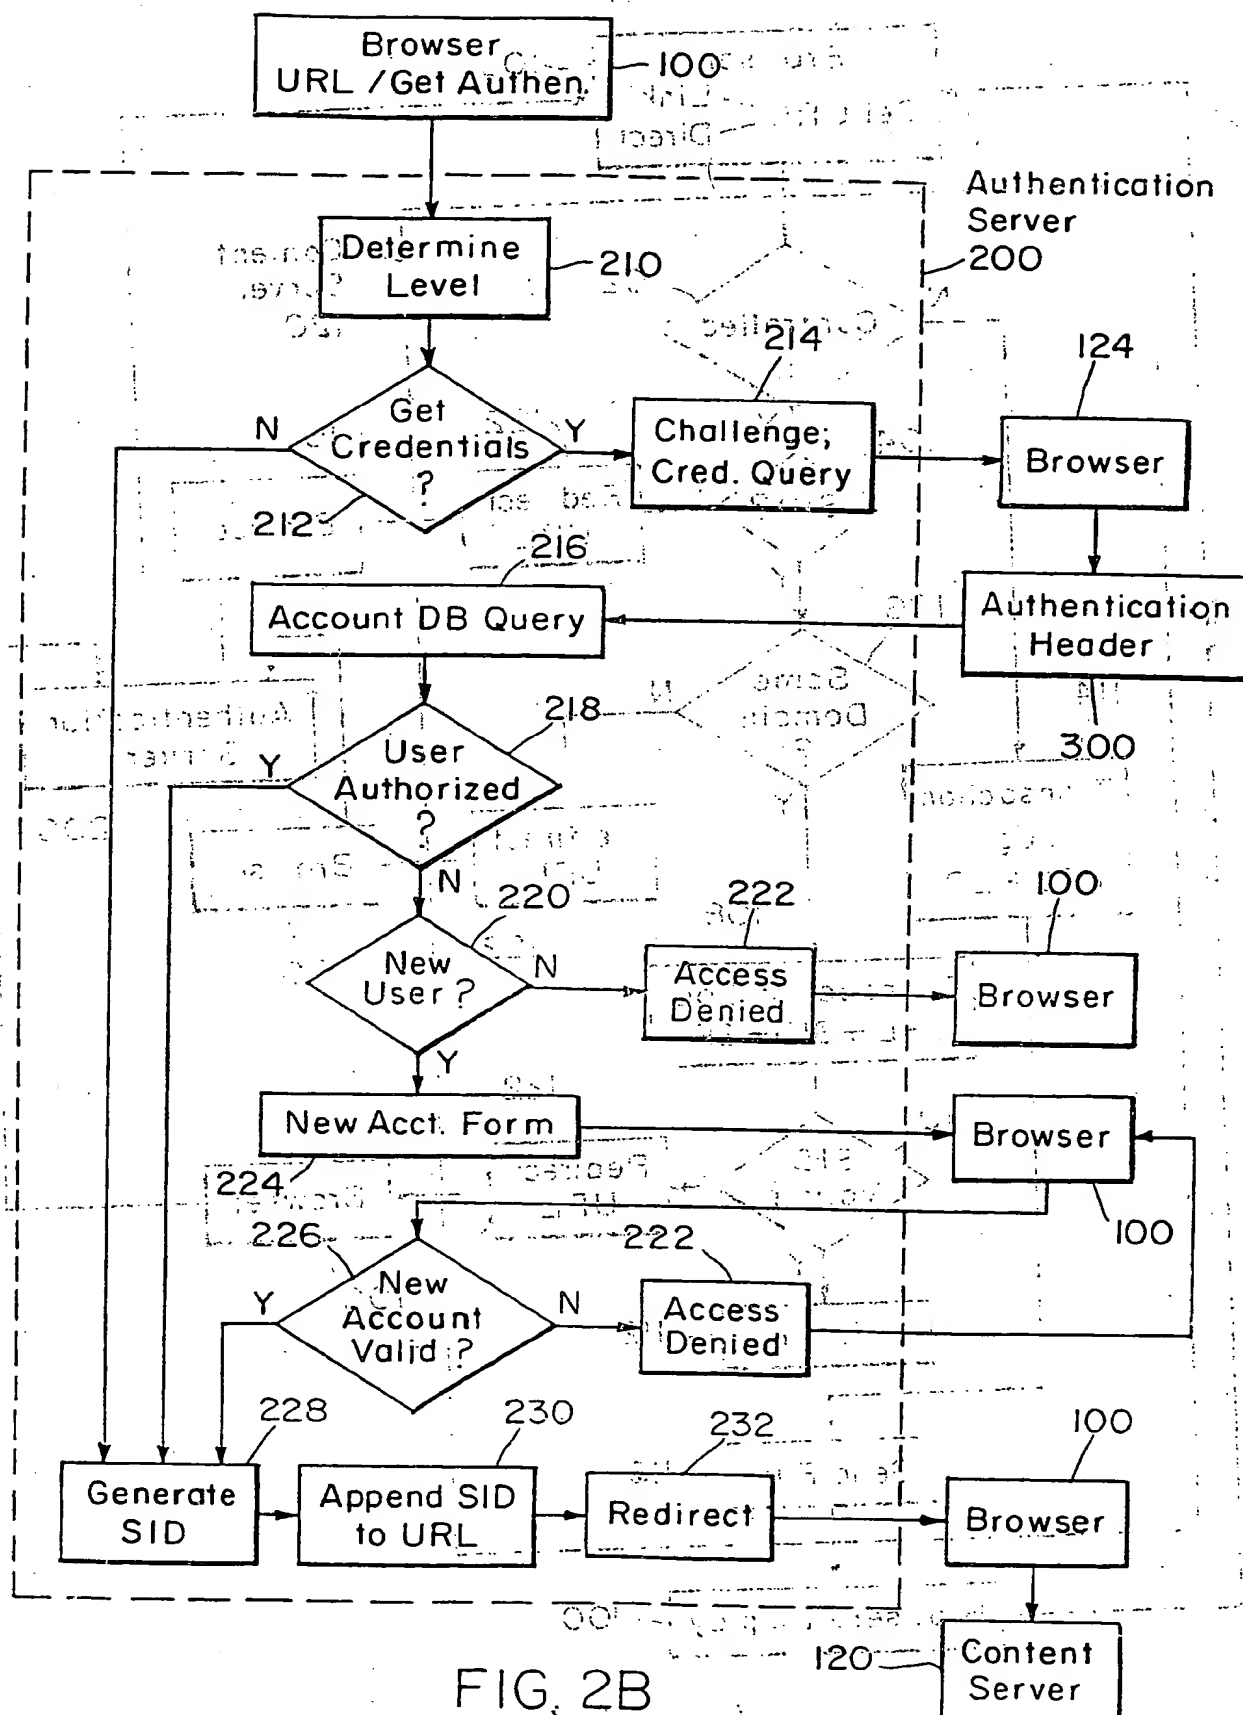 Browser
URL /Get Authen.
100
Authentication
Server
200
Determine
Level
210
214
124
N
Get
Credentials
?
Y
Challenge;
Cred. Query
Browser
212
216
Account DB Query
Authentication
Header
300
218
Y
User
Authorized
?
N
220
222
100
New
User ?
N
Access
Denied
Browser
Y
New Acct. Form
Browser
224
100
226
222
Y
New
Account
Valid ?
N
Access
Denied
228
230
232
100
Generate
SID
Append SID
to URL
Redirect
Browser
120
Content
Server
FIG. 2B